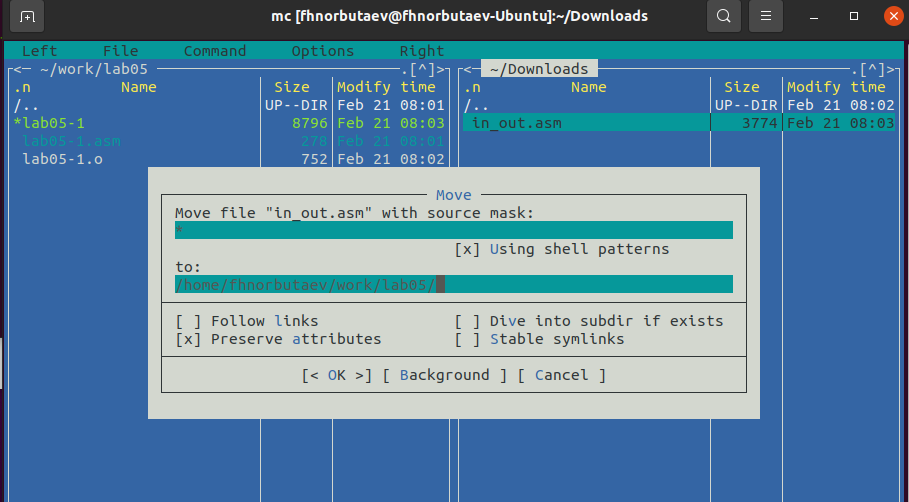 mc [fhnorbutaev@fhnorbutaev-Ubuntu]:~/Downloads
Left File Command Options Right
<─ ~/work/lab05 ─.[^]>
<─ ~/Downloads ─.[^]>
.n Name Size Modify time .n Name Size Modify time
/.. UP--DIR Feb 21 08:01 /.. UP--DIR Feb 21 08:02
*lab05-1 8796 Feb 21 08:03 in_out.asm 3774 Feb 21 08:03
lab05-1.asm 278 Feb 21 08:01
lab05-1.o 752 Feb 21 08:02
Move
Move file "in_out.asm" with source mask:
*
[x] Using shell patterns
to:
/home/fhnorbutaev/work/lab05/
[ ] Follow links [ ] Dive into subdir if exists
[x] Preserve attributes [ ] Stable symlinks
[< OK >] [ Background ] [ Cancel ]